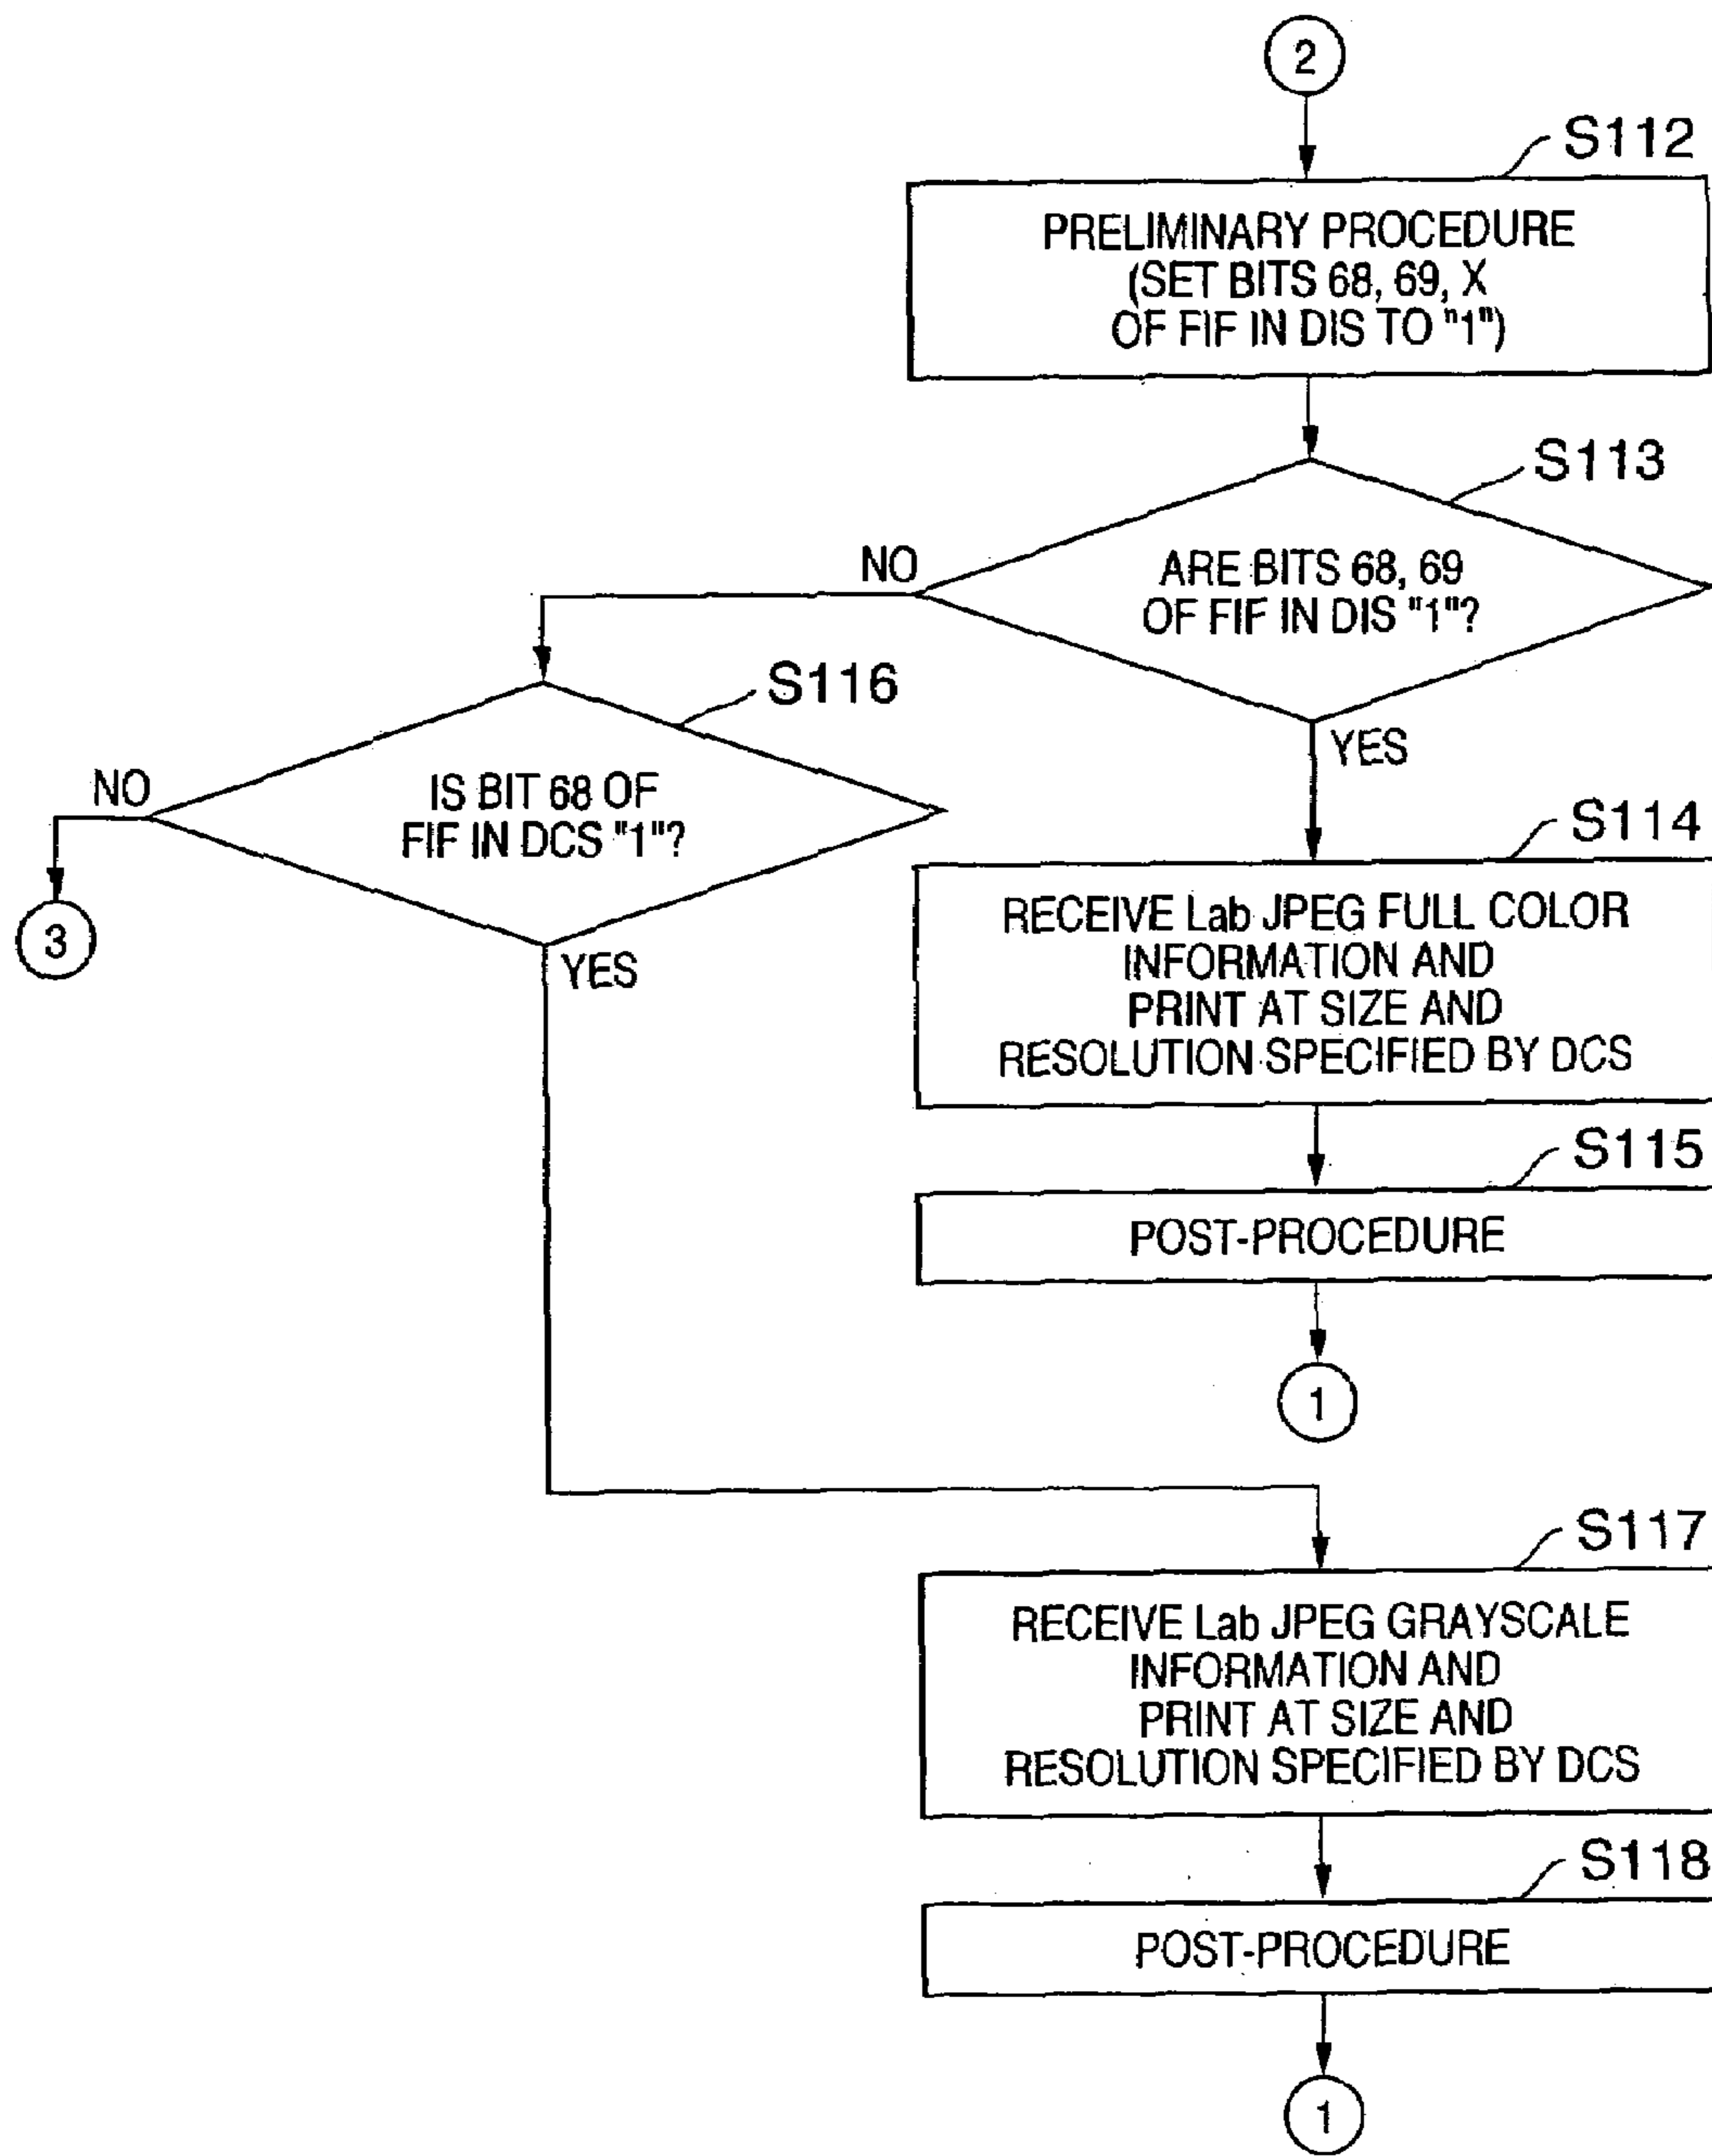 2
S112
PRELIMINARY PROCEDURE
(SET BITS 68, 69, X
OF FIF IN DIS TO "1")
S113
NO
ARE BITS 68, 69
OF FIF IN DIS "1"?
YES
S116
NO
IS BIT 68 OF
FIF IN DCS "1"?
YES
3
S114
RECEIVE Lab JPEG FULL COLOR
INFORMATION AND
PRINT AT SIZE AND
RESOLUTION SPECIFIED BY DCS
S115
POST-PROCEDURE
1
S117
RECEIVE Lab JPEG GRAYSCALE
INFORMATION AND
PRINT AT SIZE AND
RESOLUTION SPECIFIED BY DCS
S118
POST-PROCEDURE
1